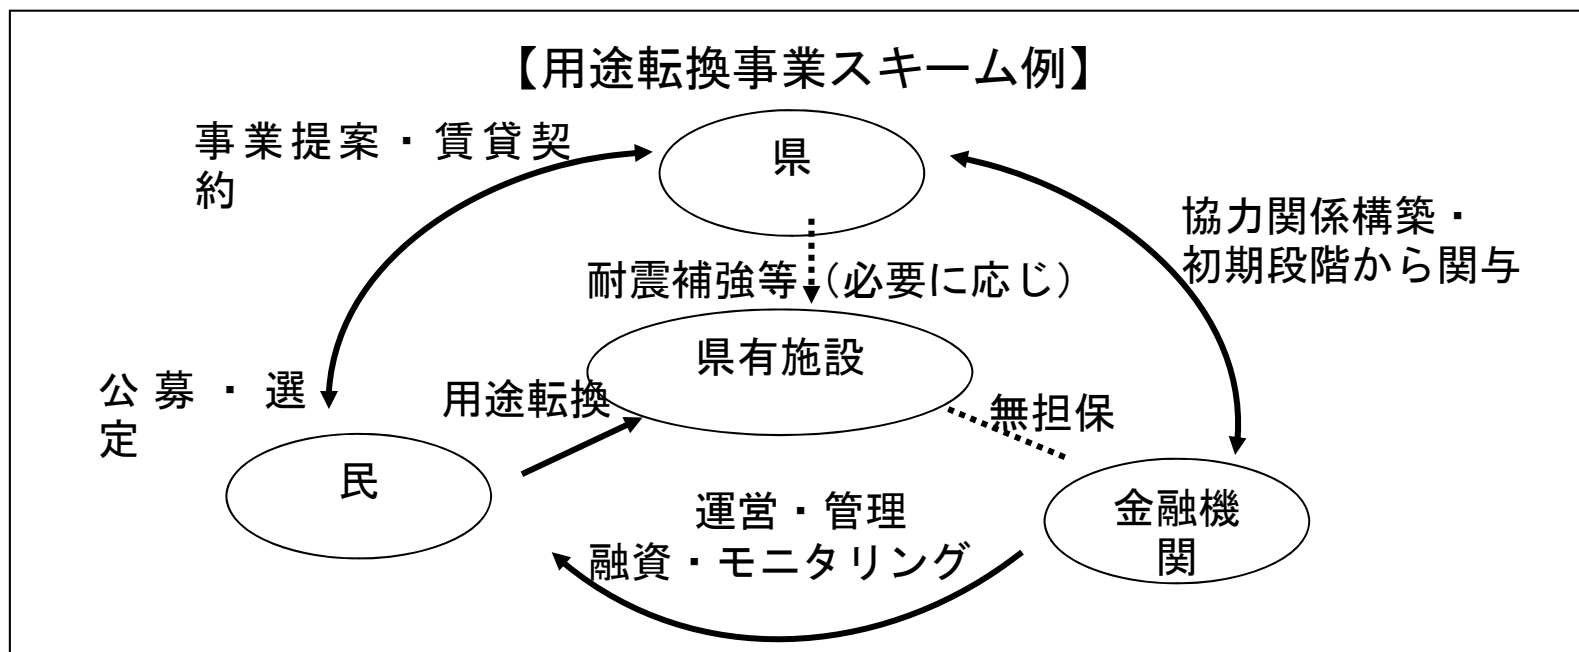 【用途転換事業スキーム例】
事業提案・賃貸契
約
県
協力関係構築・
初期段階から関与
耐震補強等（必要に応じ）
県有施設
公募・選
定
用途転換
無担保
民
運営・管理
融資・モニタリング
金融機
関